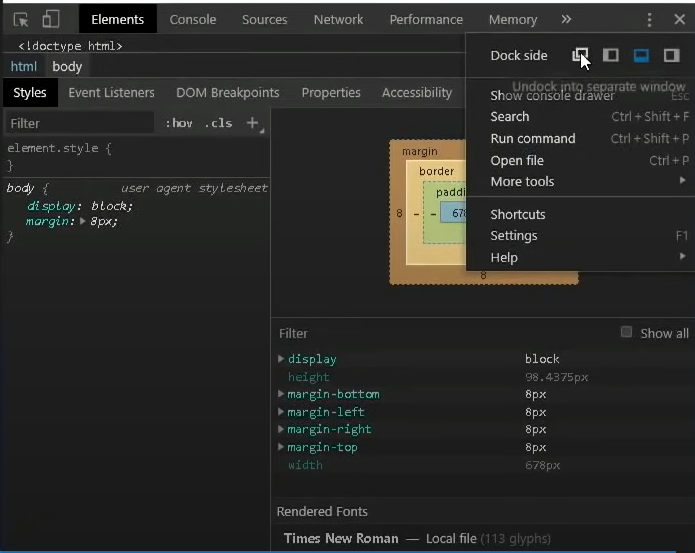 Elements Console Sources Network Performance Memory »
<!doctype html>
html body
Styles Event Listeners DOM Breakpoints Properties Accessibility
Filter :hov .cls +
element.style {
}
body { user agent stylesheet
display: block;
margin: 8px;
}
Dock side
Undock into separate window
Show console drawer Esc
Search Ctrl + Shift + F
Run command Ctrl + Shift + P
Open file Ctrl + P
More tools
Shortcuts
Settings F1
Help
margin
border
paddi
8 – – 678
8
Filter Show all
display block
height 98.4375px
margin-bottom 8px
margin-left 8px
margin-right 8px
margin-top 8px
width 678px
Rendered Fonts
Times New Roman — Local file (113 glyphs)